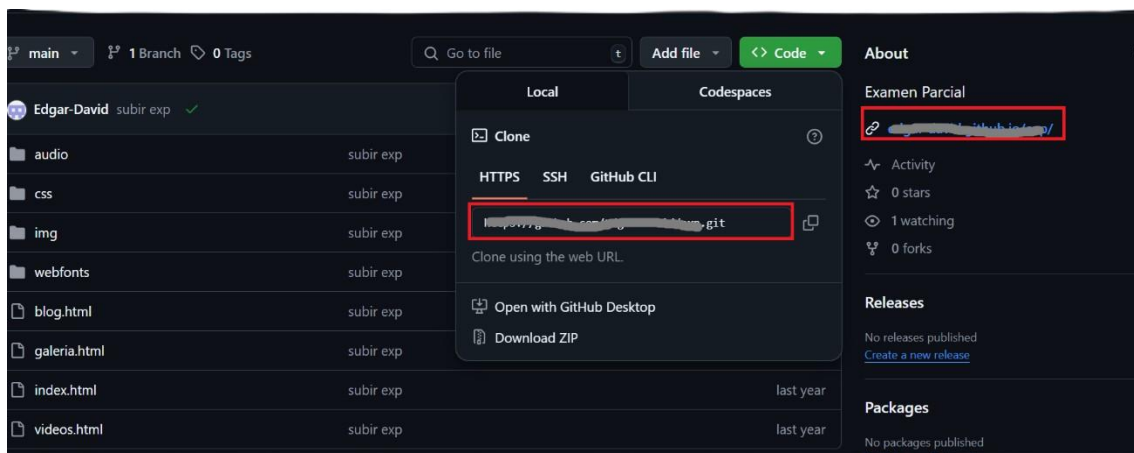 main 1 Branch 0 Tags Go to file t Add file <> Code
Edgar-David subir exp
audio subir exp
css subir exp
img subir exp
webfonts subir exp
blog.html subir exp
galeria.html subir exp
index.html subir exp last year
videos.html subir exp last year
Local Codespaces
Clone
HTTPS SSH GitHub CLI
.git
Clone using the web URL.
Open with GitHub Desktop
Download ZIP
About
Examen Parcial
Activity
0 stars
1 watching
0 forks
Releases
No releases published
Create a new release
Packages
No packages published